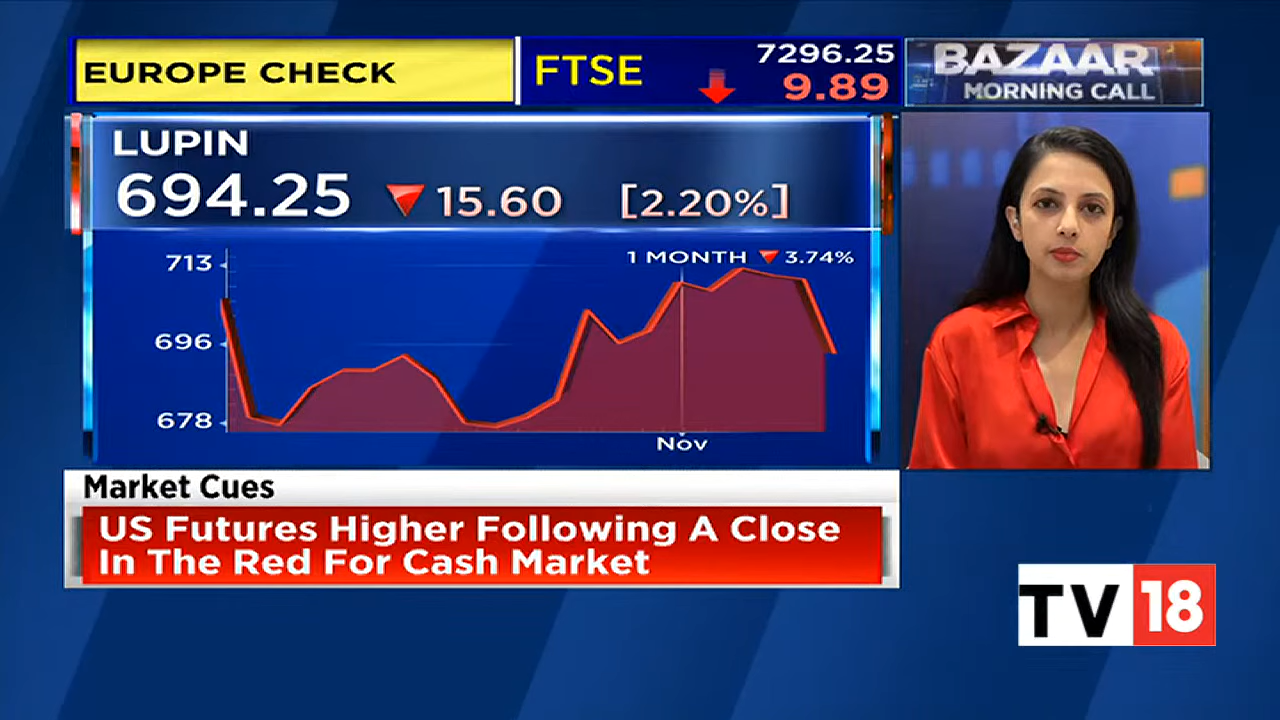 EUROPE CHECK
FTSE
7296.25
9.89
BAZAAR
MORNING CALL
LUPIN
694.25
15.60
[2.20%]
1 MONTH
3.74%
713
696
678
Nov
Market Cues
US Futures Higher Following A Close
In The Red For Cash Market
TV18